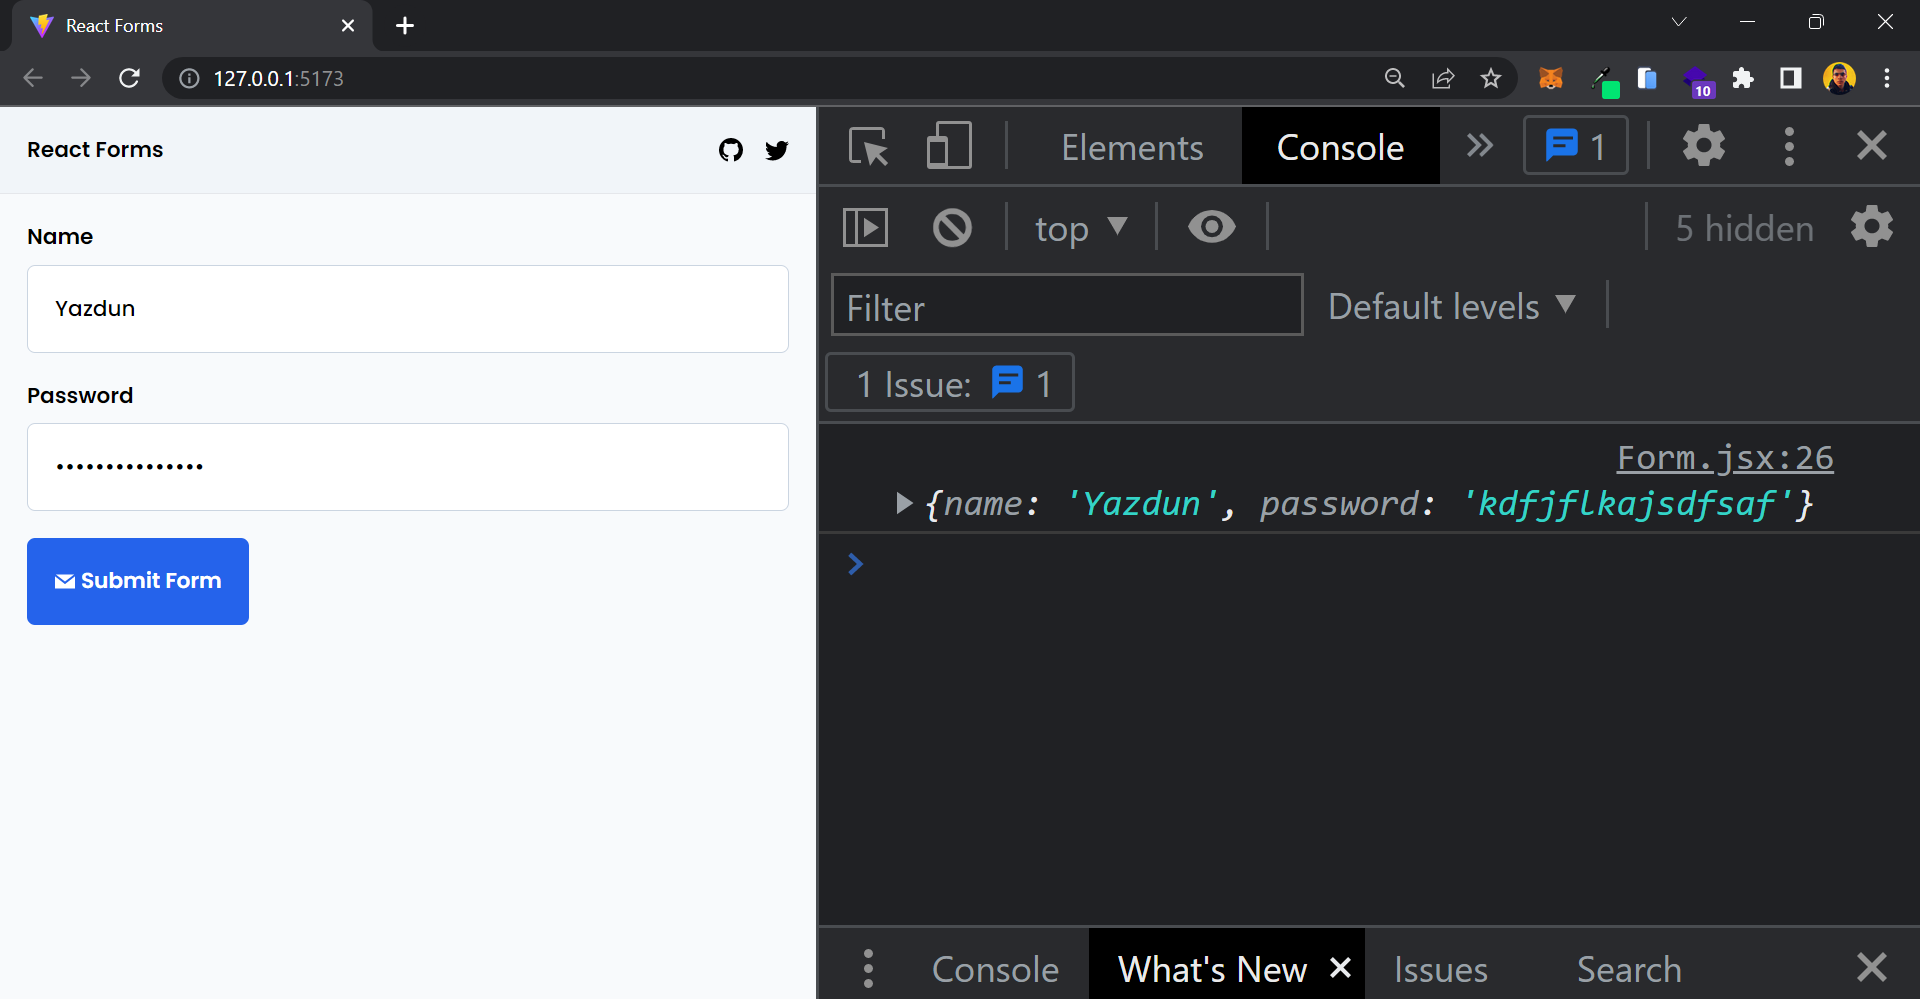 React Forms
127.0.0.1:5173
10
React Forms
Name
Yazdun
Password
•••••••••••••••
Submit Form
Elements
Console
1
top
5 hidden
Filter
Default levels
1 Issue: 1
Form.jsx:26
{name: 'Yazdun', password: 'kdfjflkajsdfsaf'}
Console
What's New
Issues
Search